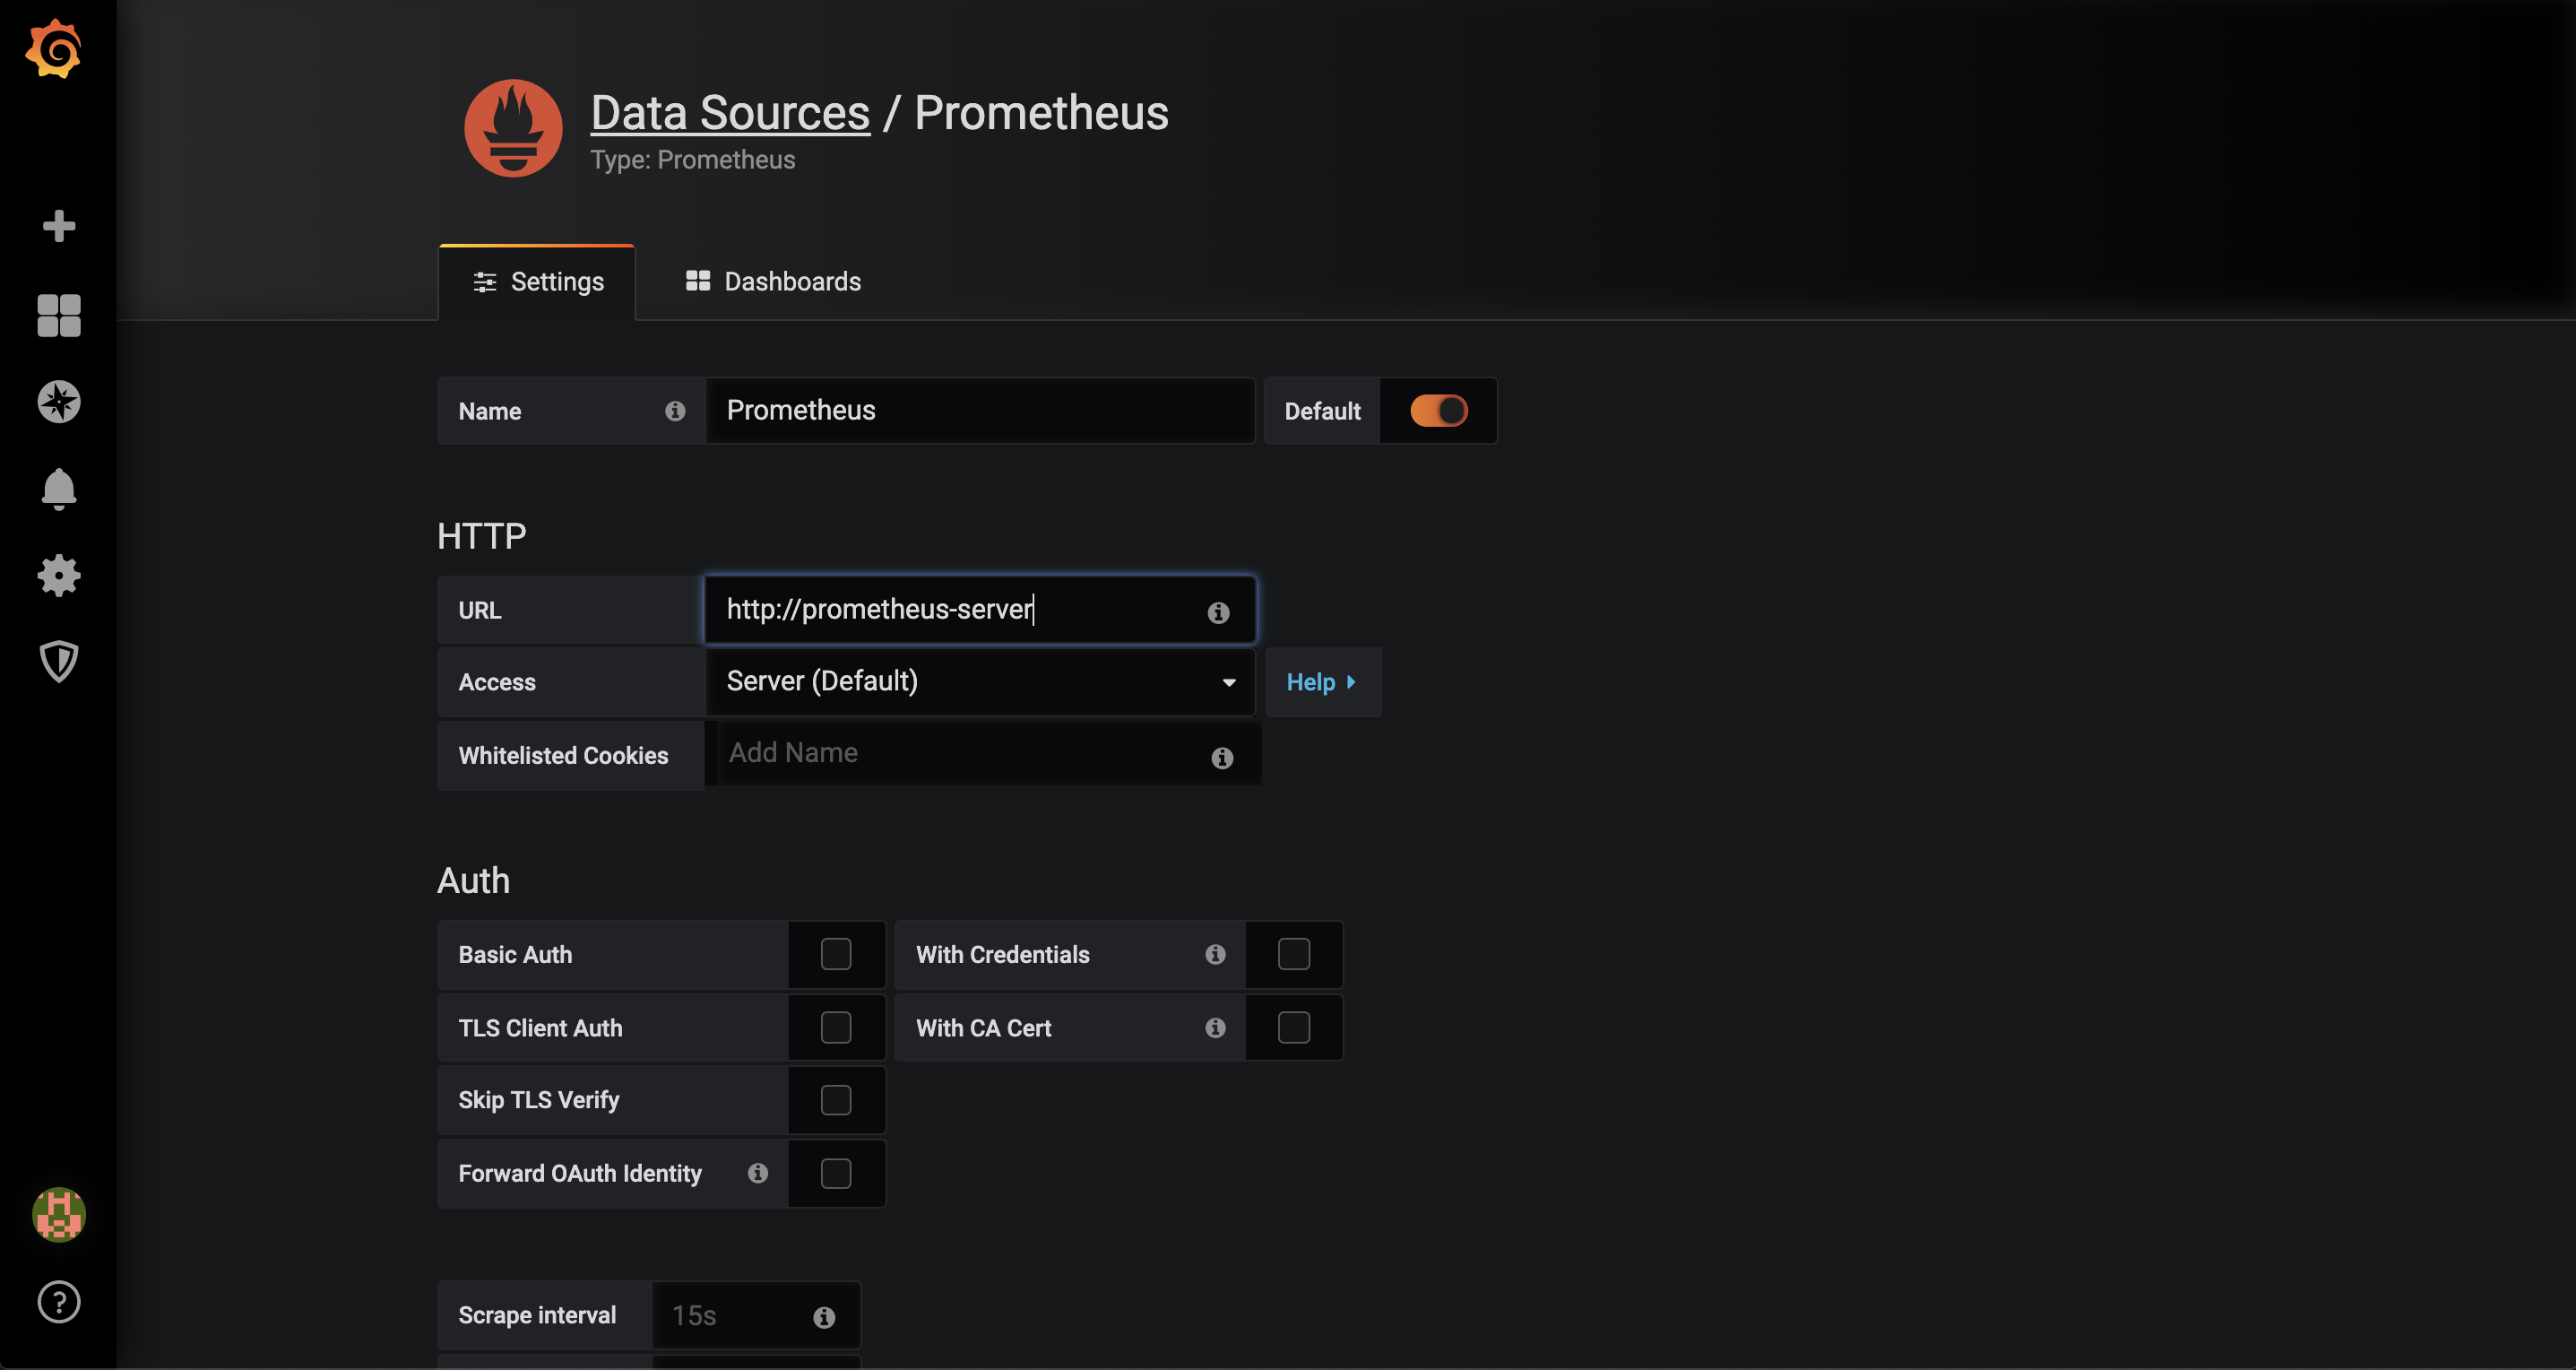 Data Sources / Prometheus
Type: Prometheus
Settings
Dashboards
Name
Prometheus
Default
HTTP
URL
http://prometheus-server
Access
Server (Default)
Help
Whitelisted Cookies
Add Name
Auth
Basic Auth
With Credentials
TLS Client Auth
With CA Cert
Skip TLS Verify
Forward OAuth Identity
Scrape interval
15s